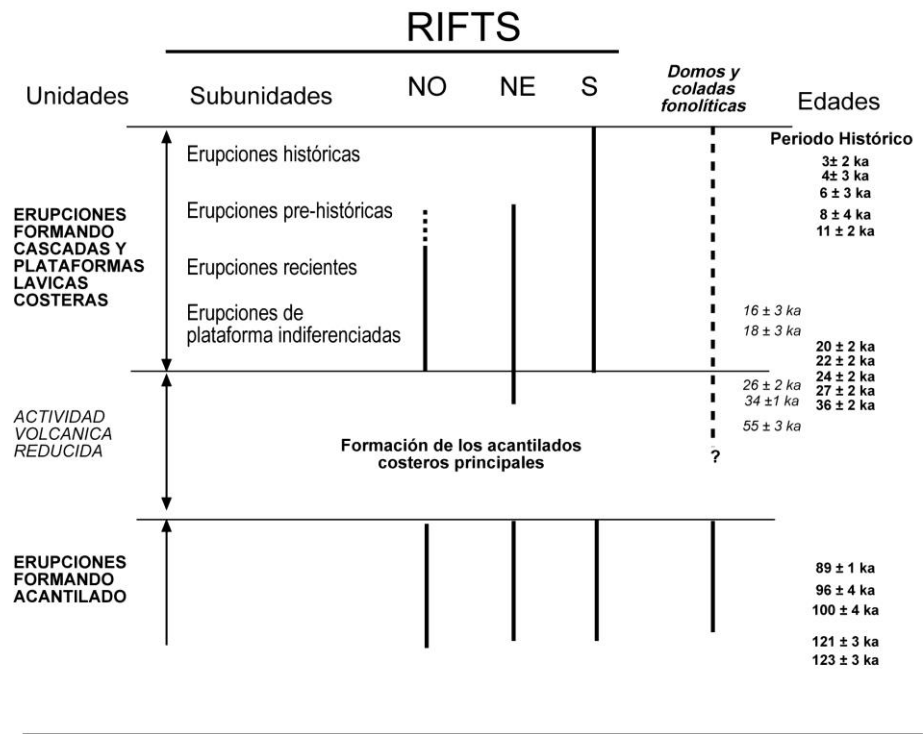 RIFTS
Unidades
Subunidades
NO
NE
S
Domos y
coladas
fonolíticas
Edades
Periodo Histórico
Erupciones históricas
3± 2 ka
4± 3 ka
6 ± 3 ka
ERUPCIONES
FORMANDO
CASCADAS Y
PLATAFORMAS
LAVICAS
COSTERAS
Erupciones pre-históricas
8 ± 4 ka
11 ± 2 ka
Erupciones recientes
Erupciones de
plataforma indiferenciadas
16 ± 3 ka
18 ± 3 ka
20 ± 2 ka
22 ± 2 ka
24 ± 2 ka
27 ± 2 ka
36 ± 2 ka
26 ± 2 ka
34 ±1 ka
55 ± 3 ka
ACTIVIDAD
VOLCANICA
REDUCIDA
Formación de los acantilados
costeros principales
?
ERUPCIONES
FORMANDO
ACANTILADO
89 ± 1 ka
96 ± 4 ka
100 ± 4 ka
121 ± 3 ka
123 ± 3 ka